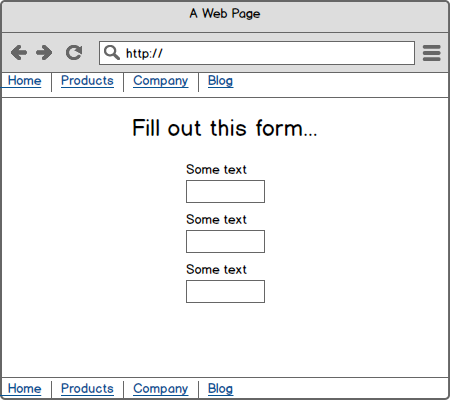 A Web Page
http://
Home Products Company Blog
Fill out this form...
Some text
Some text
Some text
Home Products Company Blog